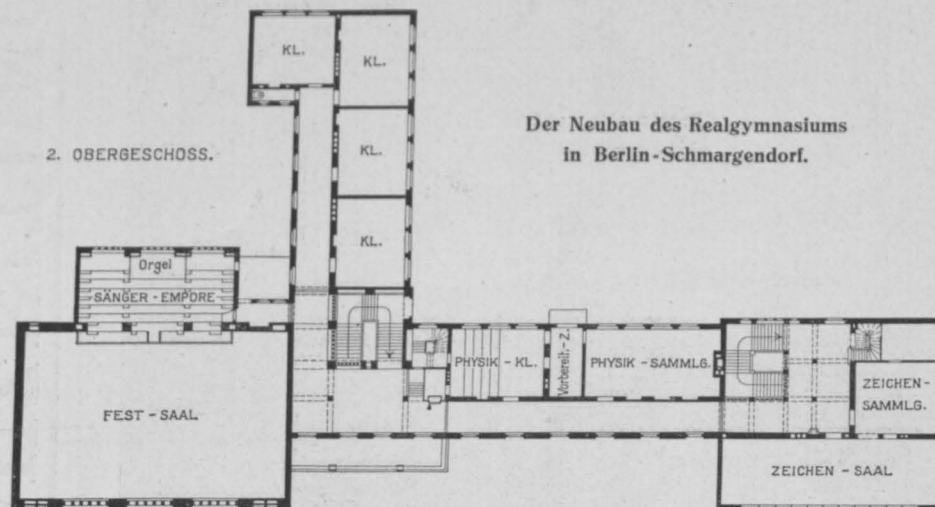 Der Neubau des Realgymnasiums
in Berlin-Schmargendorf.
2. OBERGESCHOSS.
KL.
KL.
KL.
KL.
Orgel
SÄNGER - EMPORE
FEST - SAAL
PHYSIK - KL.
Vorbereit.- Z.
PHYSIK - SAMMLG.
ZEICHEN-
SAMMLG.
ZEICHEN - SAAL